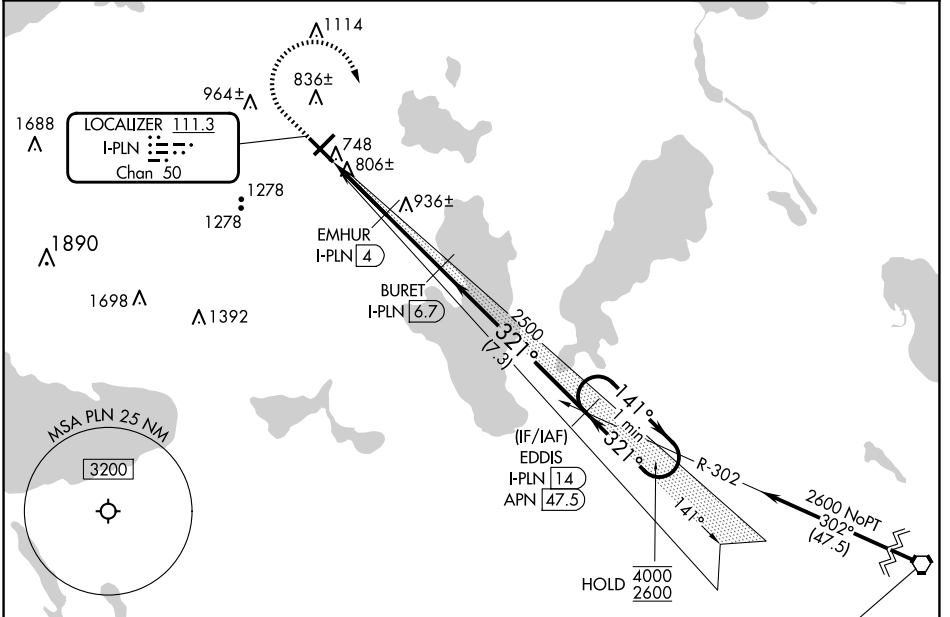 1114
836±
964±
1688
LOCALIZER 111.3
I-PLN
Chan 50
748
806±
1278
1278
936±
EMHUR
I-PLN 4
1890
BURET
I-PLN 6.7
1698
1392
2500
321°
(7.3)
MSA PLN 25 NM
3200
141°
1 min
321°
(IF/IAF)
EDDIS
I-PLN 14
APN 47.5
R-302
2600 NoPT
302°
(47.5)
141°
HOLD 4000
2600